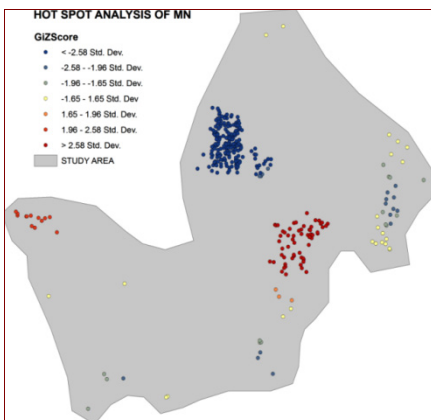 HOT SPOT ANALYSIS OF MN
GiZScore
< -2.58 Std. Dev.
-2.58 - -1.96 Std. Dev.
-1.96 - -1.65 Std. Dev.
-1.65 - 1.65 Std. Dev.
1.65 - 1.96 Std. Dev.
1.96 - 2.58 Std. Dev.
> 2.58 Std. Dev.
STUDY AREA